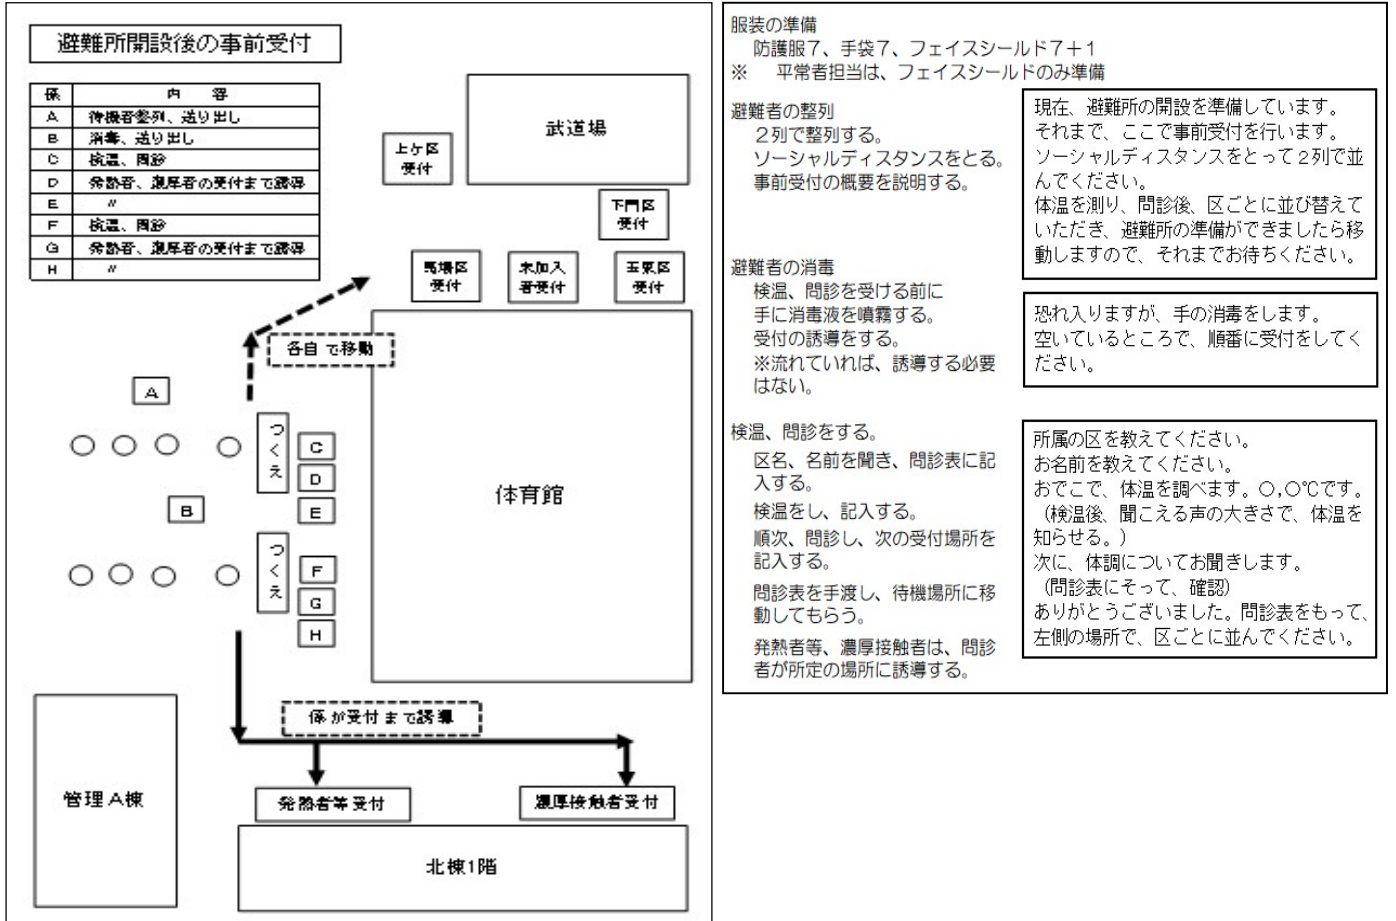 避難所開設後の事前受付
係 内 容
A 待機者整列、送り出し
B 消毒、送り出し
C 検温、問診
D 発熱者、濃厚者の受付まで誘導
E 〃
F 検温、問診
G 発熱者、濃厚者の受付まで誘導
H 〃
武道場
上ケ区
受付
下門区
受付
馬場区
受付
未加入
者受付
玉東区
受付
各自で移動
A
つくえ
C
D
E
B
体育館
つくえ
F
G
H
係が受付まで誘導
管理A棟
発熱者等受付
濃厚接触者受付
北棟1階
服装の準備
防護服7、手袋7、フェイスシールド7+1
※ 平常者担当は、フェイスシールドのみ準備
避難者の整列
2列で整列する。
ソーシャルディスタンスをとる。
事前受付の概要を説明する。
現在、避難所の開設を準備しています。
それまで、ここで事前受付を行います。
ソーシャルディスタンスをとって2列で並
んでください。
体温を測り、問診後、区ごとに並び替えて
いただき、避難所の準備ができましたら移
動しますので、それまでお待ちください。
避難者の消毒
検温、問診を受ける前に
手に消毒液を噴霧する。
受付の誘導をする。
※流れていれば、誘導する必要
はない。
恐れ入りますが、手の消毒をします。
空いているところで、順番に受付をしてく
ださい。
検温、問診をする。
区名、名前を聞き、問診表に記
入する。
検温をし、記入する。
順次、問診し、次の受付場所を
記入する。
問診表を手渡し、待機場所に移
動してもらう。
発熱者等、濃厚接触者は、問診
者が所定の場所に誘導する。
所属の区を教えてください。
お名前を教えてください。
おでこで、体温を調べます。〇,〇℃です。
(検温後、聞こえる声の大きさで、体温を
知らせる。)
次に、体調についてお聞きします。
(問診表にそって、確認)
ありがとうございました。問診表をもって、
左側の場所で、区ごとに並んでください。